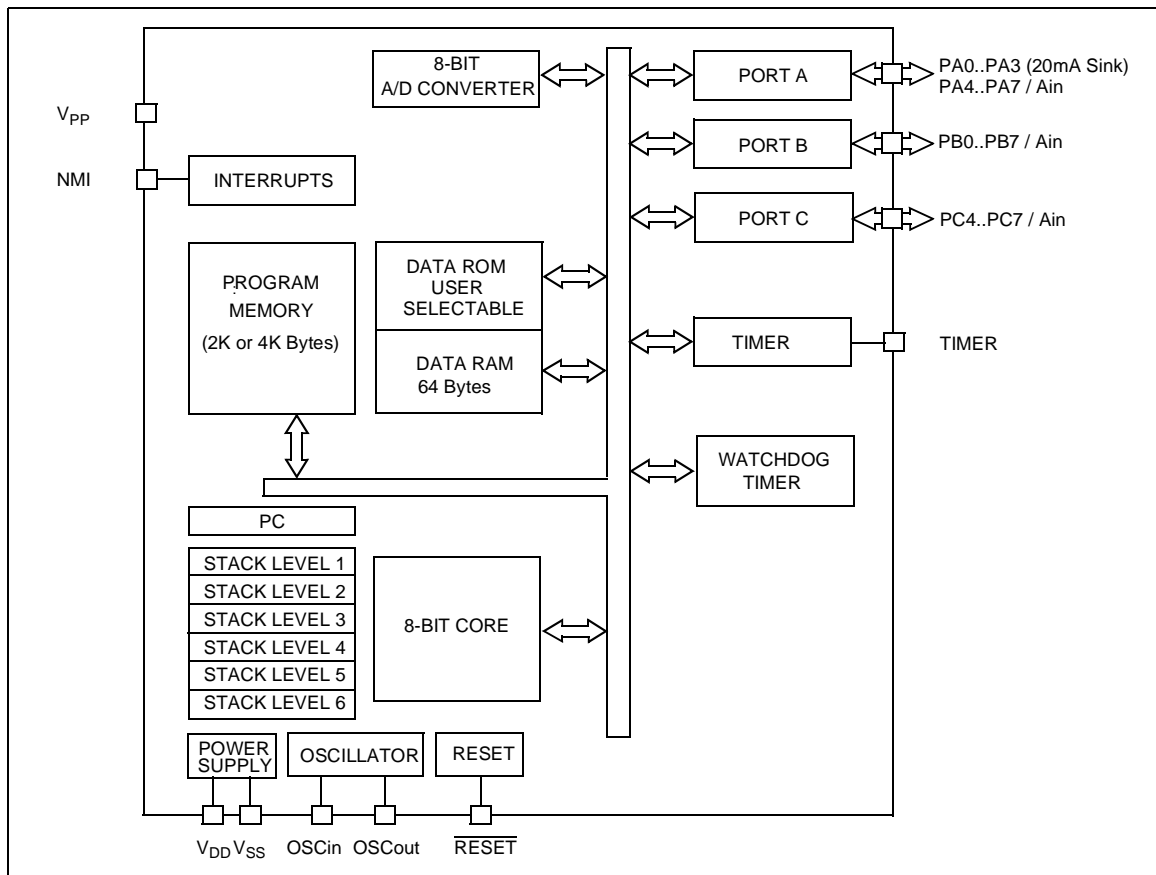 8-BIT
A/D CONVERTER
PORT A
PA0..PA3 (20mA Sink)
PA4..PA7 / Ain
VPP
PORT B
PB0..PB7 / Ain
NMI
INTERRUPTS
PORT C
PC4..PC7 / Ain
PROGRAM
MEMORY
(2K or 4K Bytes)
DATA ROM
USER
SELECTABLE
DATA RAM
64 Bytes
TIMER
TIMER
WATCHDOG
TIMER
PC
STACK LEVEL 1
STACK LEVEL 2
STACK LEVEL 3
STACK LEVEL 4
STACK LEVEL 5
STACK LEVEL 6
8-BIT CORE
POWER
SUPPLY
OSCILLATOR
RESET
VDD VSS OSCin OSCout RESET